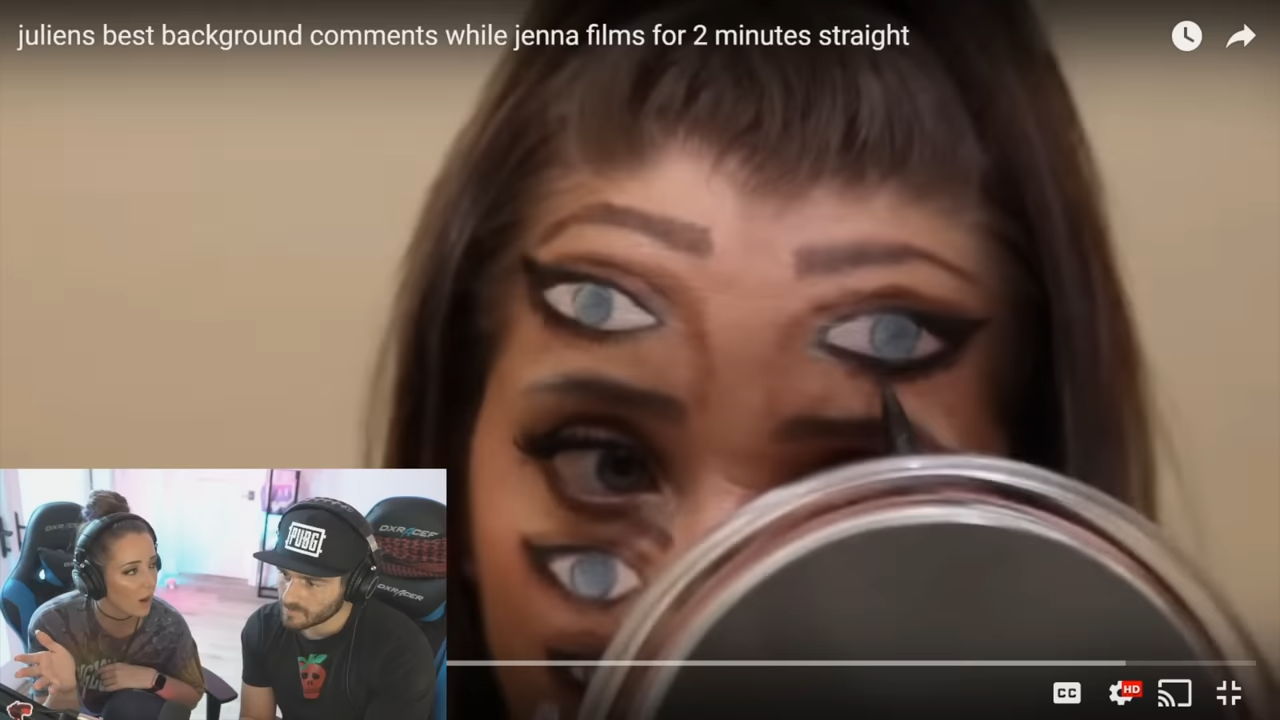 juliens best background comments while jenna films for 2 minutes straight
PUBG
DXRACER
DXRACER
CC
HD